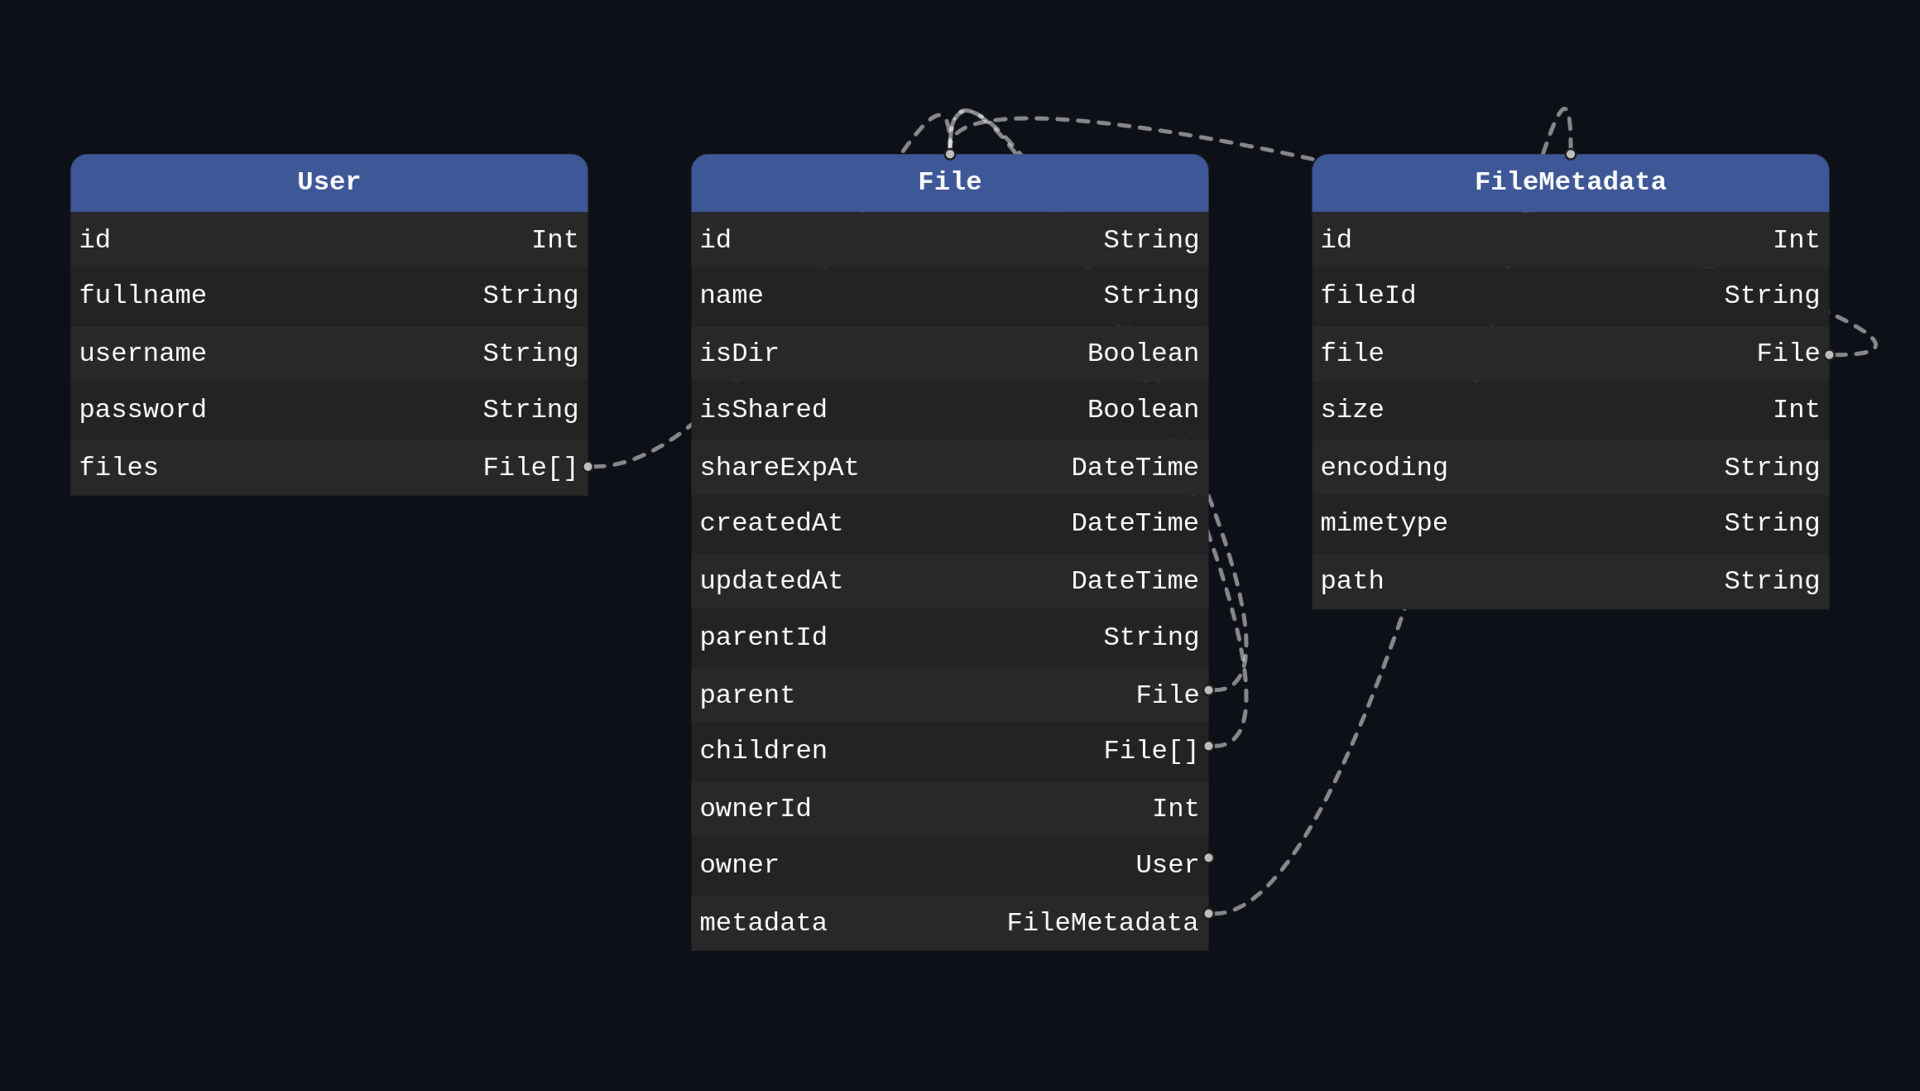 User
id Int
fullname String
username String
password String
files File[]
File
id String
name String
isDir Boolean
isShared Boolean
shareExpAt DateTime
createdAt DateTime
updatedAt DateTime
parentId String
parent File
children File[]
ownerId Int
owner User
metadata FileMetadata
FileMetadata
id Int
fileId String
file File
size Int
encoding String
mimetype String
path String